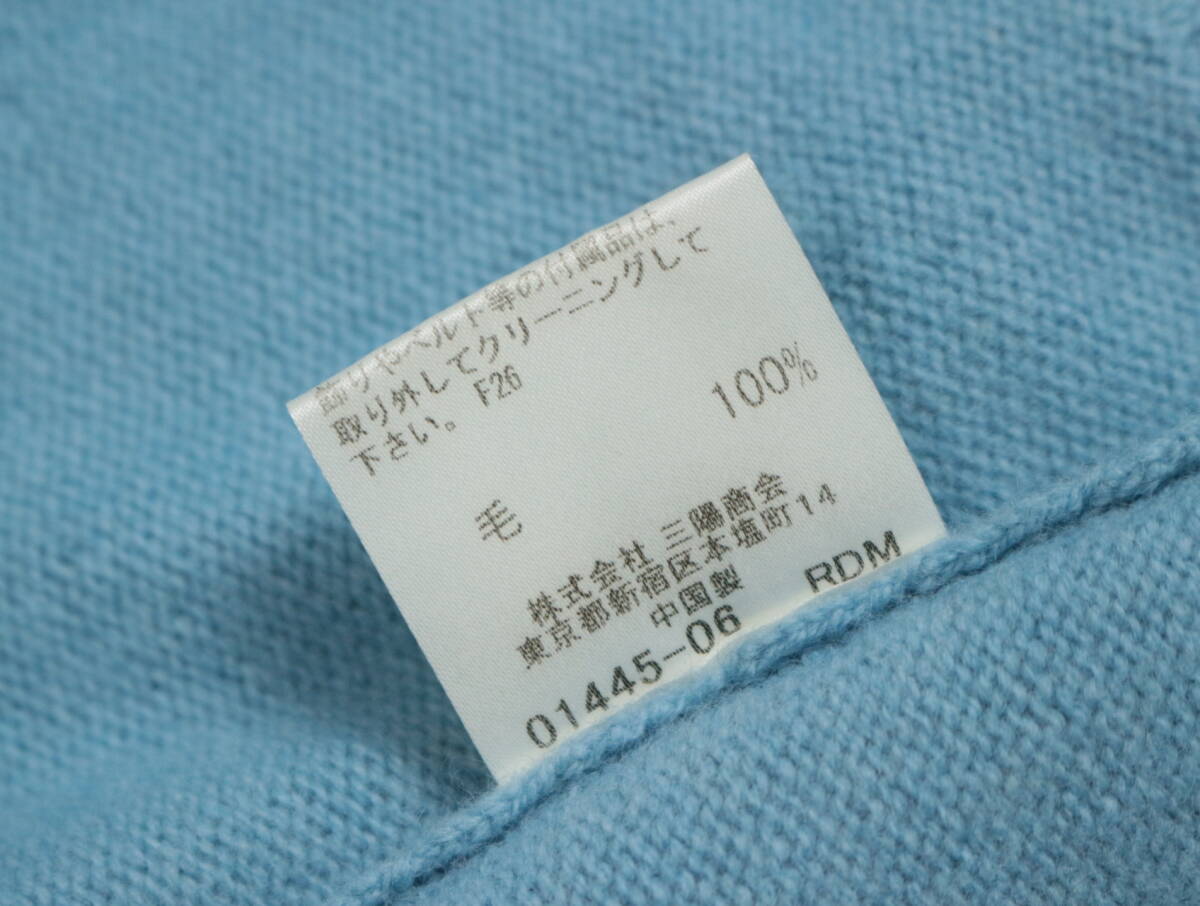 飾りやベルト等の付属品は、
取り外してクリーニングして
下さい。 F26
毛 100%
株式会社 三陽商会
東京都新宿区本塩町14
中国製
01445-06 RDM